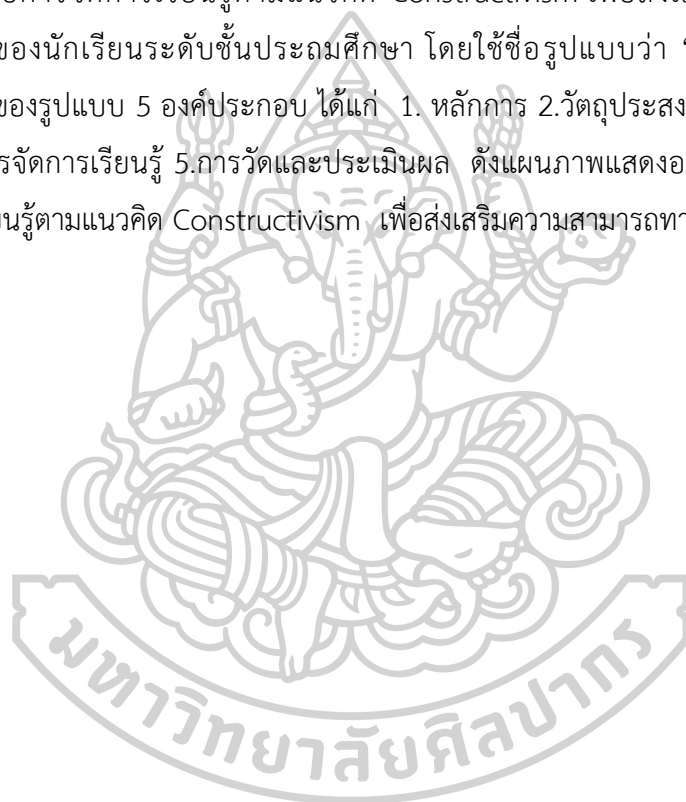 ของนักเรียนระดับชั้นประถมศึกษา โดยใช้ชื่อรูปแบบว่า "
ของรูปแบบ 5 องค์ประกอบ ได้แก่ 1. หลักการ 2.วัตถุประสง
รจัดการเรียนรู้ 5.การวัดและประเมินผล ดังแผนภาพแสดงอ
ยนรู้ตามแนวคิด Constructivism เพื่อส่งเสริมความสามารถทา
มหาวิทยาลัยศิลปากร